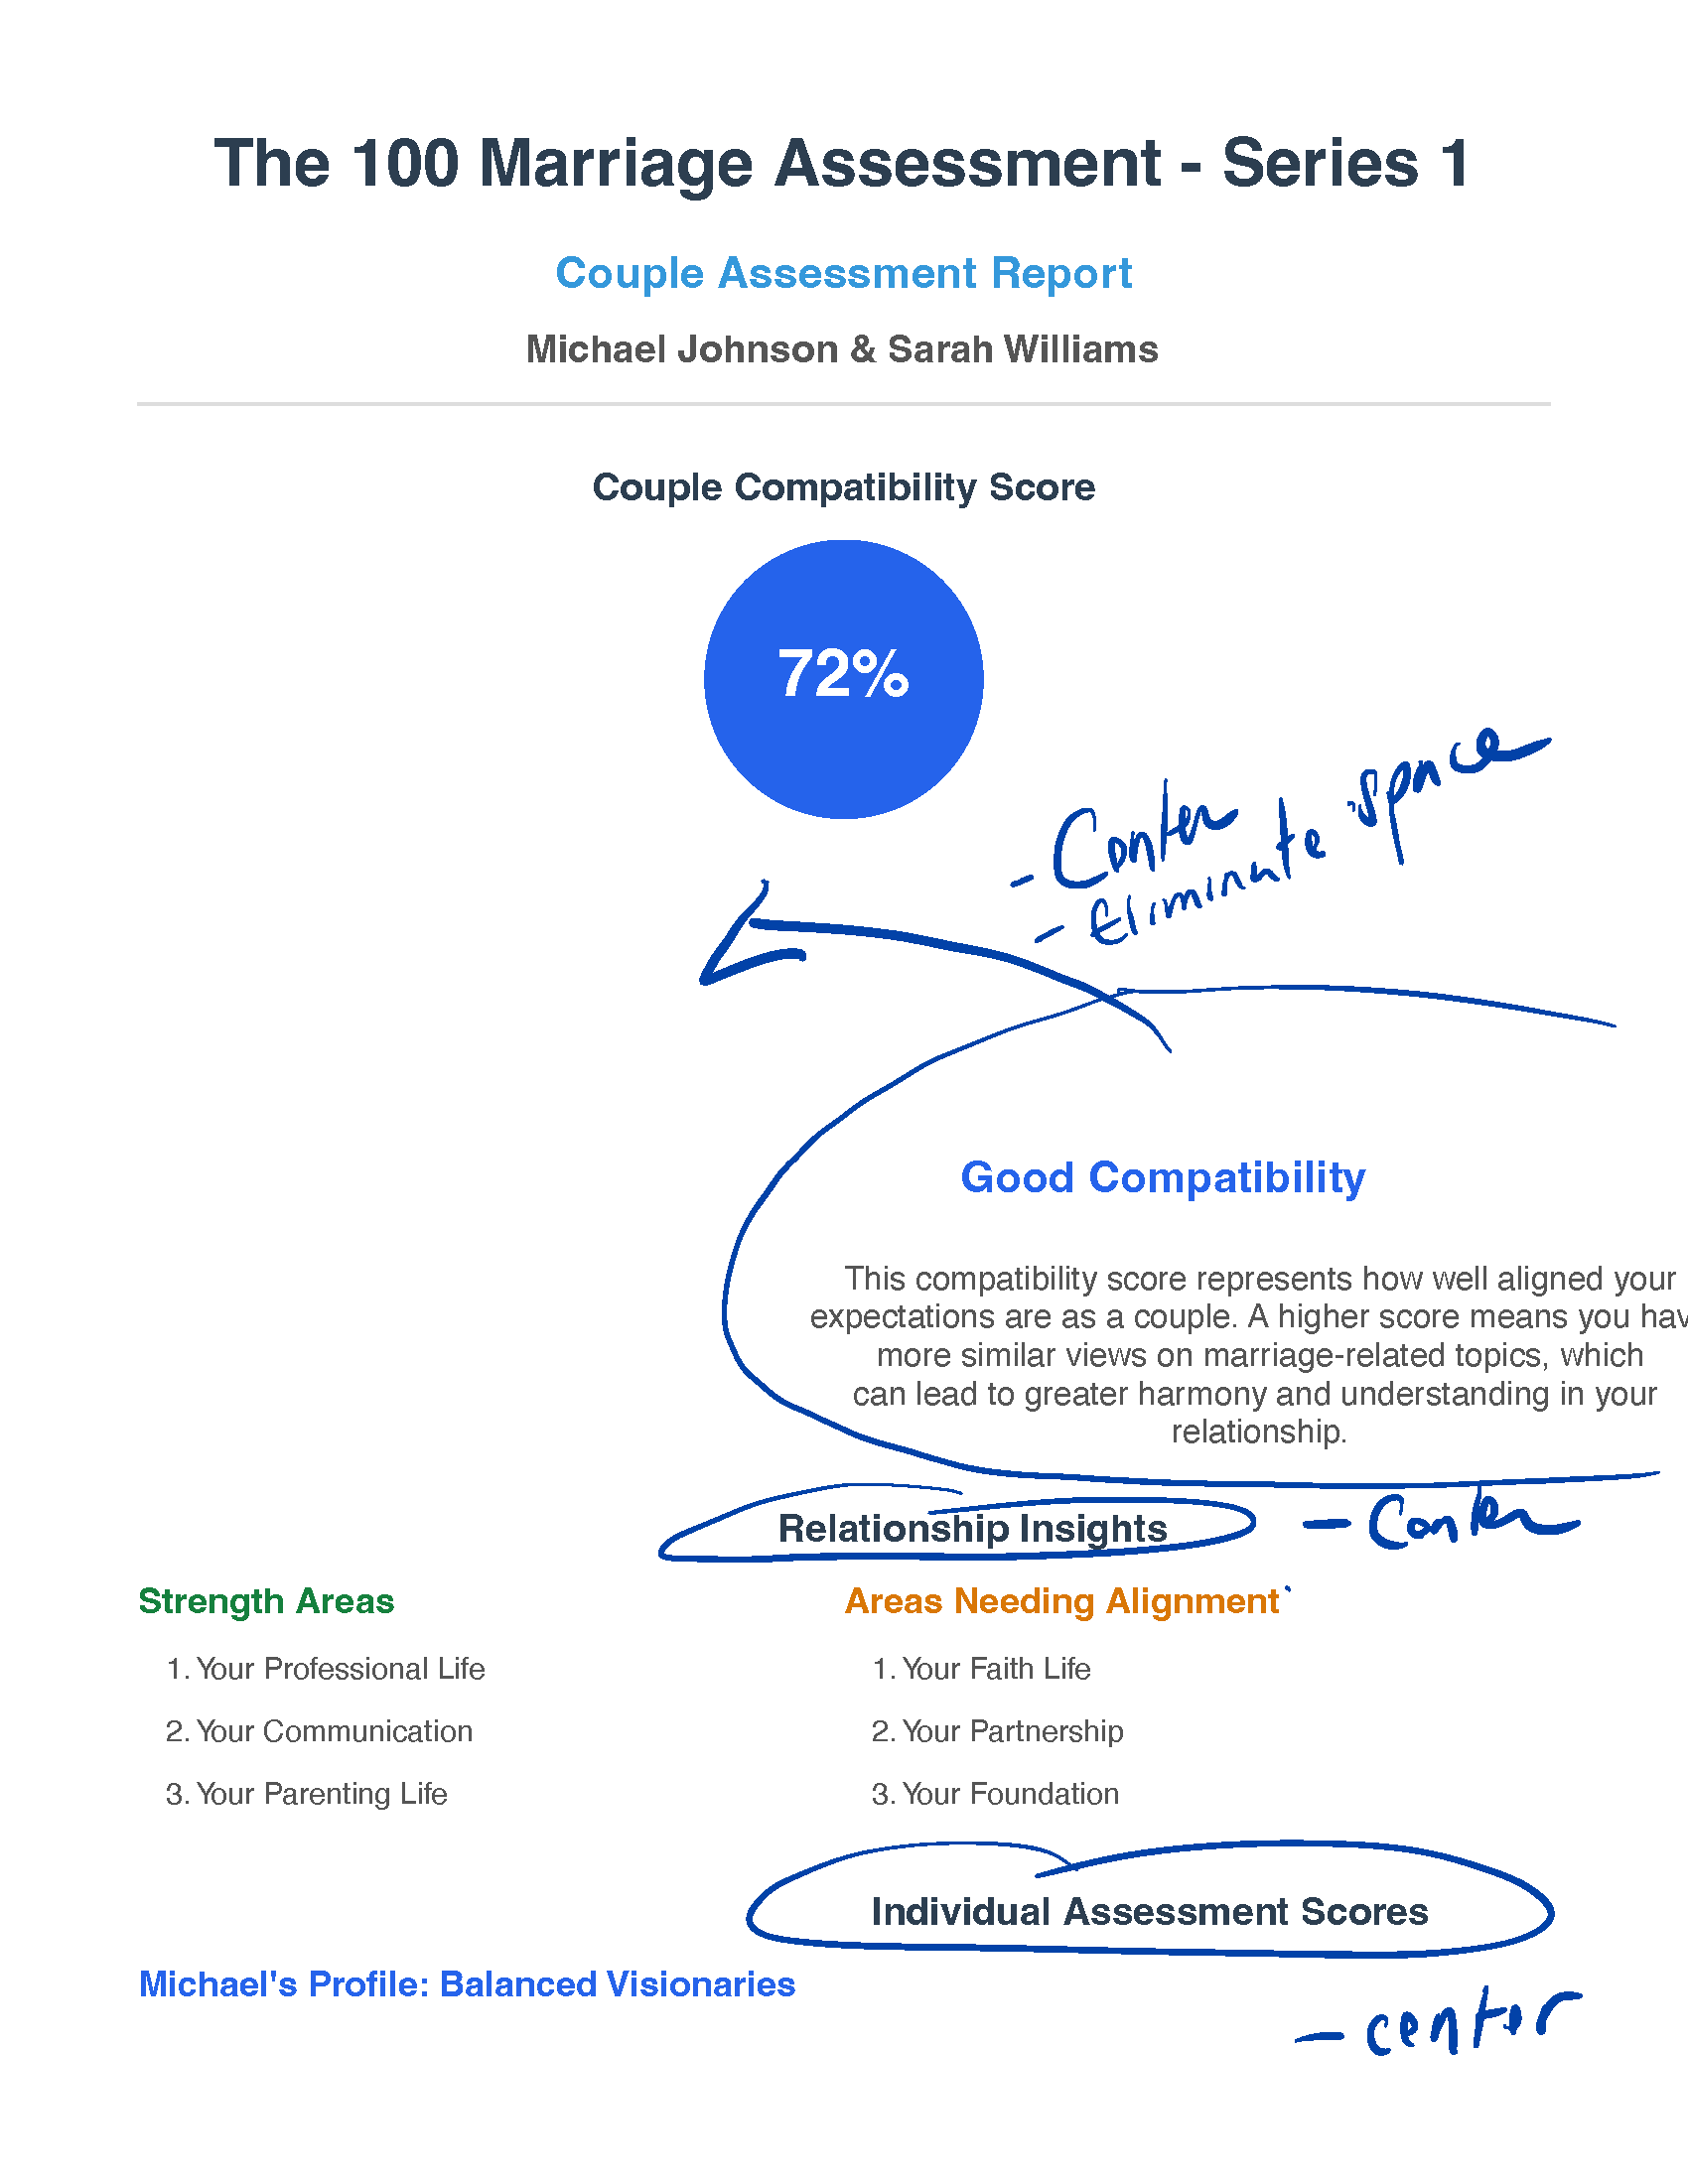 The 100 Marriage Assessment - Series 1
Couple Assessment Report
Michael Johnson & Sarah Williams
Couple Compatibility Score
72%
- Center
- Eliminate space
Good Compatibility
This compatibility score represents how well aligned your
expectations are as a couple. A higher score means you hav
more similar views on marriage-related topics, which
can lead to greater harmony and understanding in your
relationship.
Relationship Insights
- Center
Strength Areas
1. Your Professional Life
2. Your Communication
3. Your Parenting Life
Areas Needing Alignment
1. Your Faith Life
2. Your Partnership
3. Your Foundation
Individual Assessment Scores
Michael's Profile: Balanced Visionaries
- center